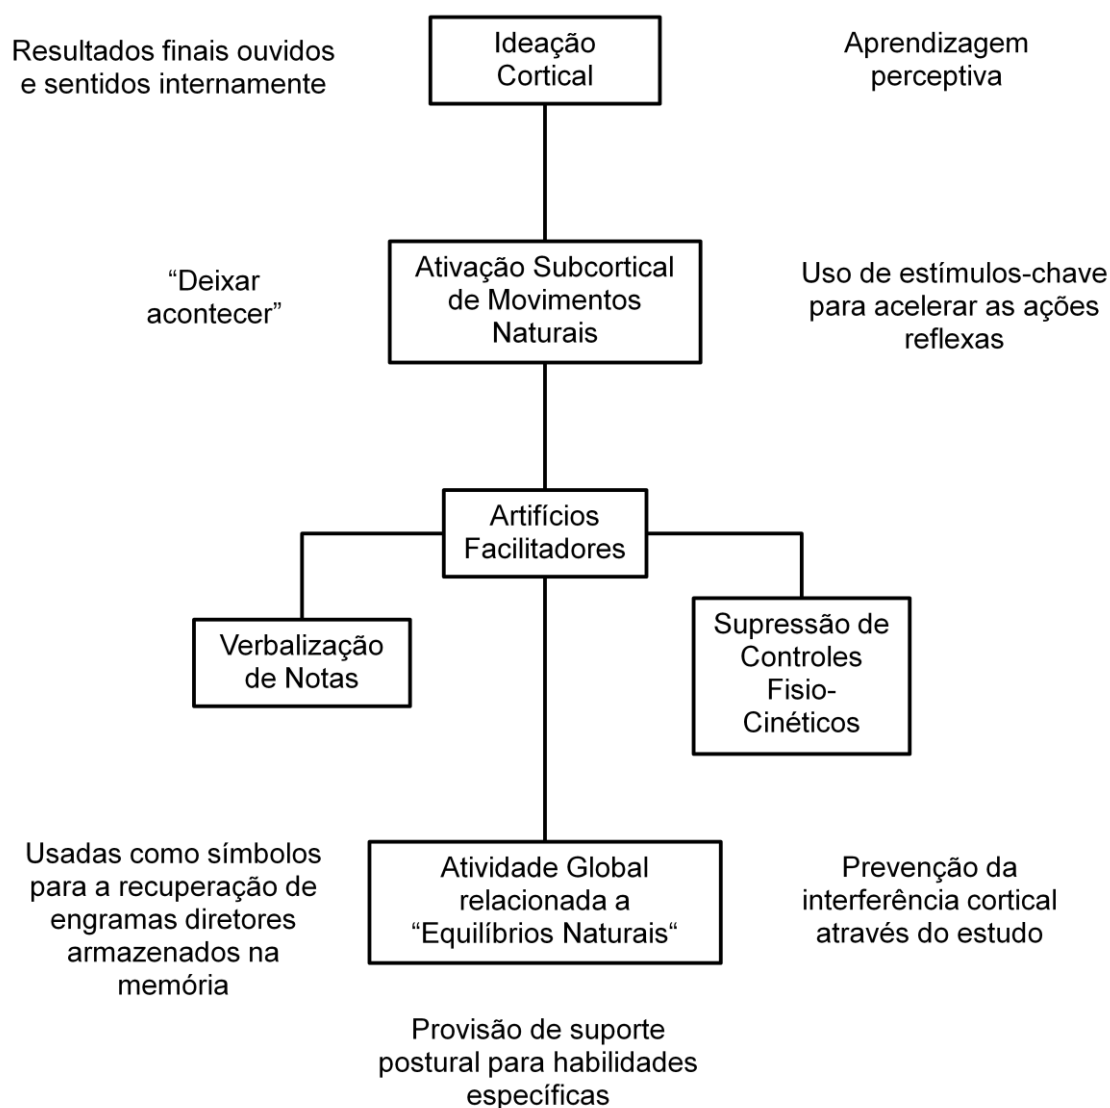 Resultados finais ouvidos
e sentidos internamente
Ideação
Cortical
Aprendizagem
perceptiva
“Deixar
acontecer”
Ativação Subcortical
de Movimentos
Naturais
Uso de estímulos-chave
para acelerar as ações
reflexas
Artifícios
Facilitadores
Verbalização
de Notas
Supressão de
Controles
Fisio-
Cinéticos
Usadas como símbolos
para a recuperação de
engramas diretores
armazenados na
memória
Atividade Global
relacionada a
“Equilíbrios Naturais“
Prevenção da
interferência cortical
através do estudo
Provisão de suporte
postural para habilidades
específicas